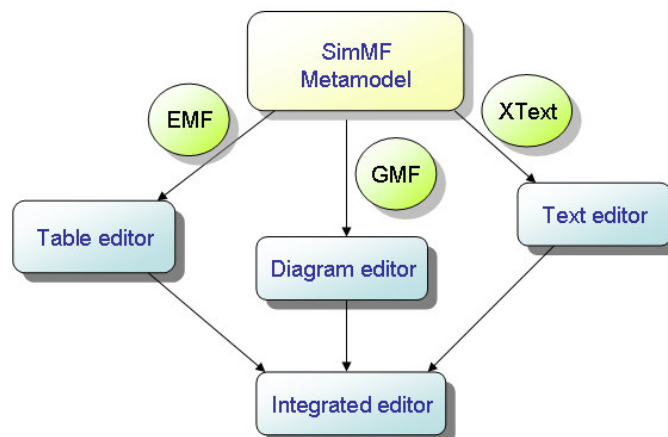 SimMF
Metamodel
EMF
XText
GMF
Table editor
Text editor
Diagram editor
Integrated editor